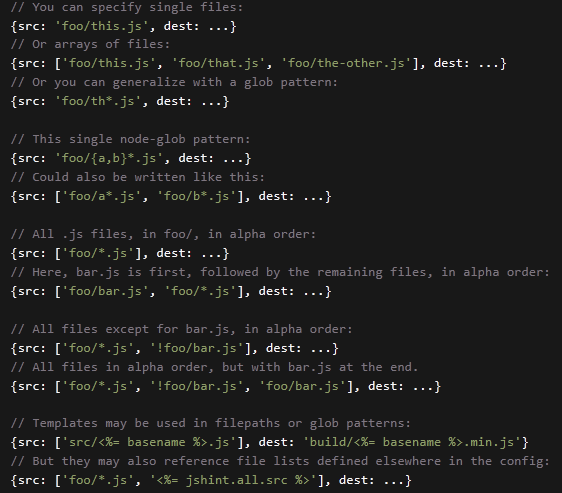 // You can specify single files:
{src: 'foo/this.js', dest: ...}
// Or arrays of files:
{src: ['foo/this.js', 'foo/that.js', 'foo/the-other.js'], dest: ...}
// Or you can generalize with a glob pattern:
{src: 'foo/th*.js', dest: ...}

// This single node-glob pattern:
{src: 'foo/{a,b}*.js', dest: ...}
// Could also be written like this:
{src: ['foo/a*.js', 'foo/b*.js'], dest: ...}

// All .js files, in foo/, in alpha order:
{src: ['foo/*.js'], dest: ...}
// Here, bar.js is first, followed by the remaining files, in alpha order:
{src: ['foo/bar.js', 'foo/*.js'], dest: ...}

// All files except for bar.js, in alpha order:
{src: ['foo/*.js', '!foo/bar.js'], dest: ...}
// All files in alpha order, but with bar.js at the end.
{src: ['foo/*.js', '!foo/bar.js', 'foo/bar.js'], dest: ...}

// Templates may be used in filepaths or glob patterns:
{src: ['src/<%= basename %>.js'], dest: 'build/<%= basename %>.min.js'}
// But they may also reference file lists defined elsewhere in the config:
{src: ['foo/*.js', '<%= jshint.all.src %>'], dest: ...}